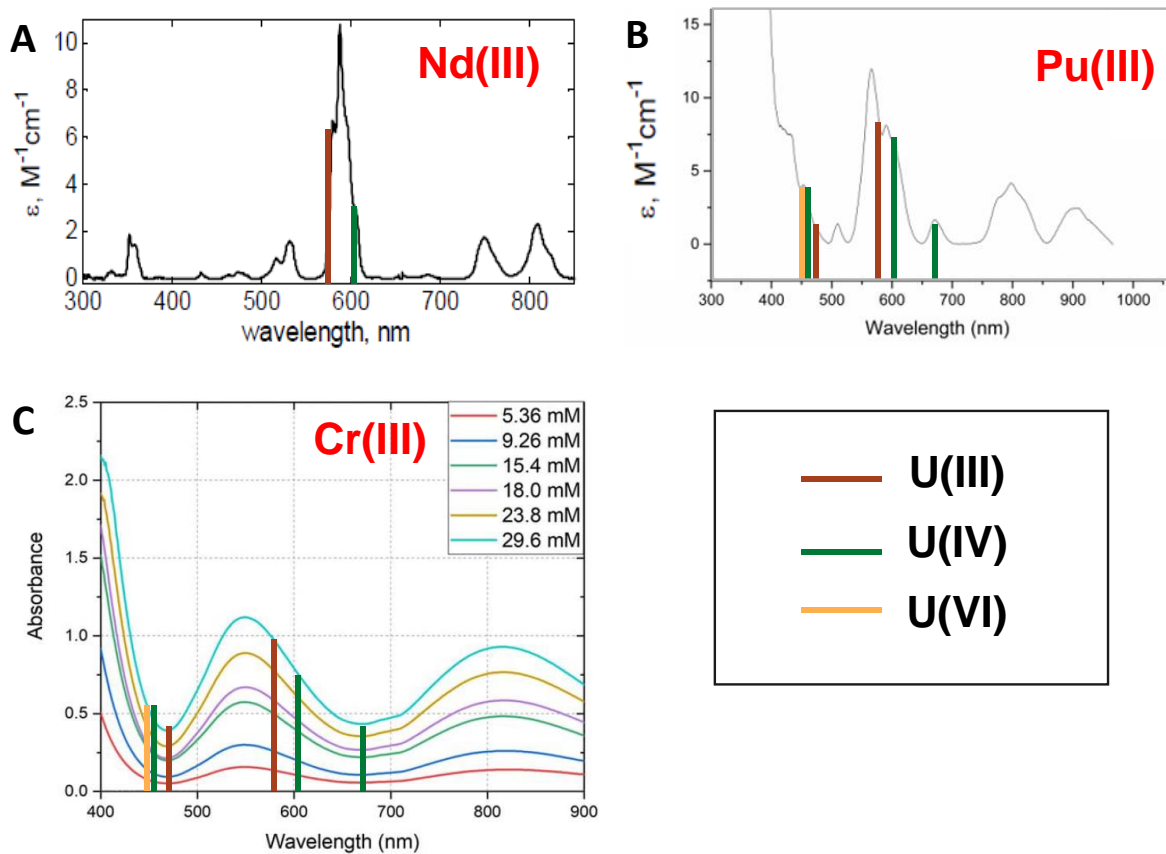 A
Nd(III)
ε, M⁻¹cm⁻¹
10
8
6
4
2
0
300 400 500 600 700 800
wavelength, nm
B
Pu(III)
ε, M⁻¹cm⁻¹
15
10
5
0
300 400 500 600 700 800 900 1000
Wavelength (nm)
C
Cr(III)
Absorbance
2.5
2.0
1.5
1.0
0.5
0.0
400 500 600 700 800 900
Wavelength (nm)
5.36 mM
9.26 mM
15.4 mM
18.0 mM
23.8 mM
29.6 mM
U(III)
U(IV)
U(VI)